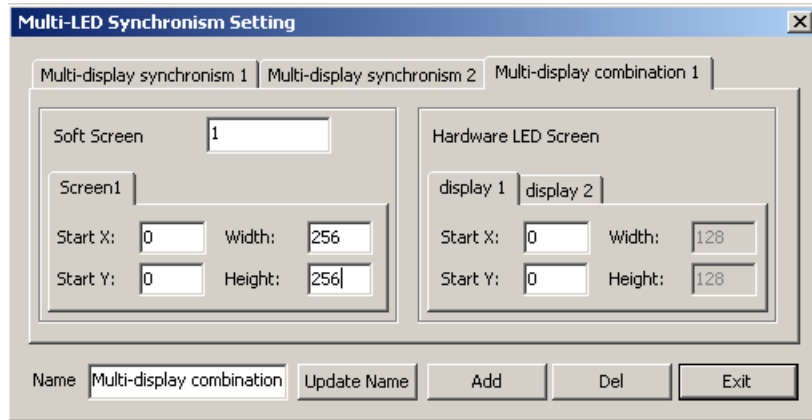 Multi-LED Synchronism Setting
Multi-display synchronism 1 Multi-display synchronism 2 Multi-display combination 1
Soft Screen 1
Screen1
Start X: 0 Width: 256
Start Y: 0 Height: 256
Hardware LED Screen
display 1 display 2
Start X: 0 Width: 128
Start Y: 0 Height: 128
Name Multi-display combination Update Name Add Del Exit